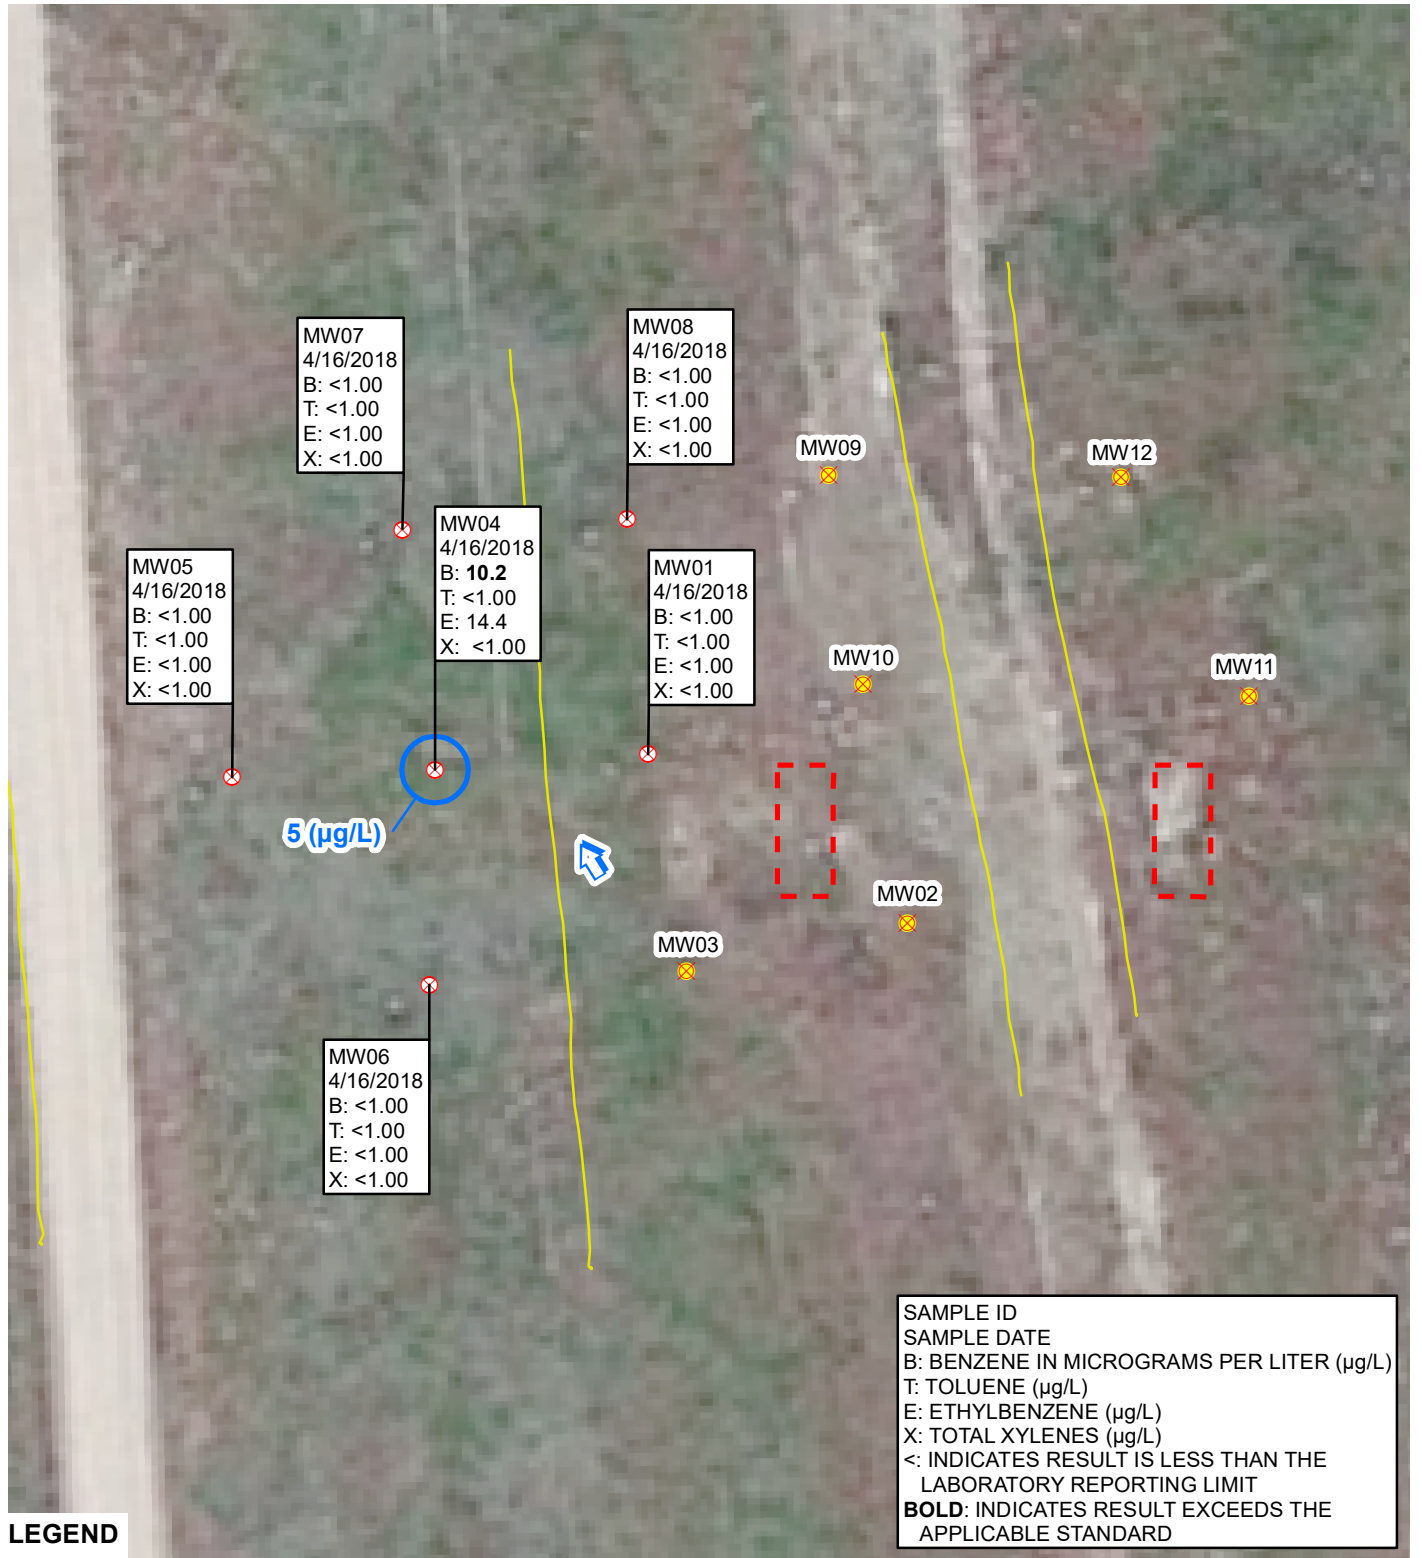 MW07
4/16/2018
B: <1.00
T: <1.00
E: <1.00
X: <1.00
MW08
4/16/2018
B: <1.00
T: <1.00
E: <1.00
X: <1.00
MW09
MW12
MW04
4/16/2018
B: 10.2
T: <1.00
E: 14.4
X: <1.00
MW05
4/16/2018
B: <1.00
T: <1.00
E: <1.00
X: <1.00
MW01
4/16/2018
B: <1.00
T: <1.00
E: <1.00
X: <1.00
MW10
MW11
5 (µg/L)
MW02
MW03
MW06
4/16/2018
B: <1.00
T: <1.00
E: <1.00
X: <1.00
SAMPLE ID
SAMPLE DATE
B: BENZENE IN MICROGRAMS PER LITER (µg/L)
T: TOLUENE (µg/L)
E: ETHYLBENZENE (µg/L)
X: TOTAL XYLENES (µg/L)
<: INDICATES RESULT IS LESS THAN THE
LABORATORY REPORTING LIMIT
BOLD: INDICATES RESULT EXCEEDS THE
APPLICABLE STANDARD
LEGEND